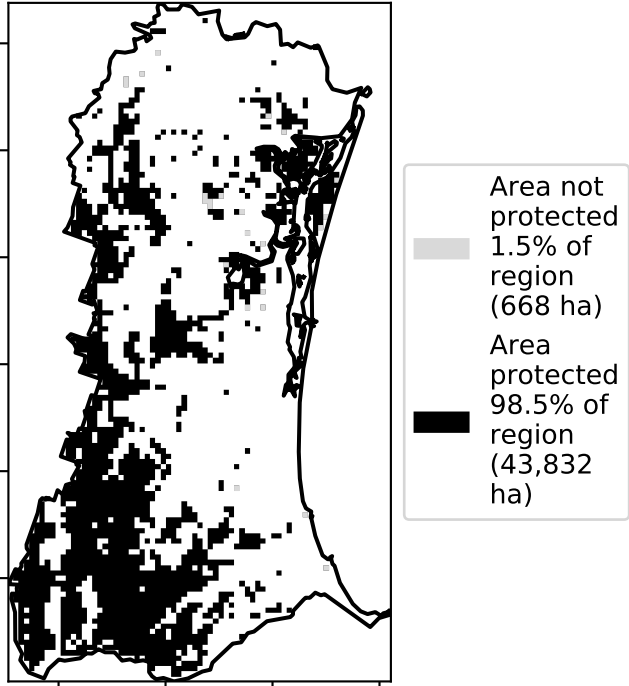 Area not
protected
1.5% of
region
(668 ha)
Area
protected
98.5% of
region
(43,832
ha)